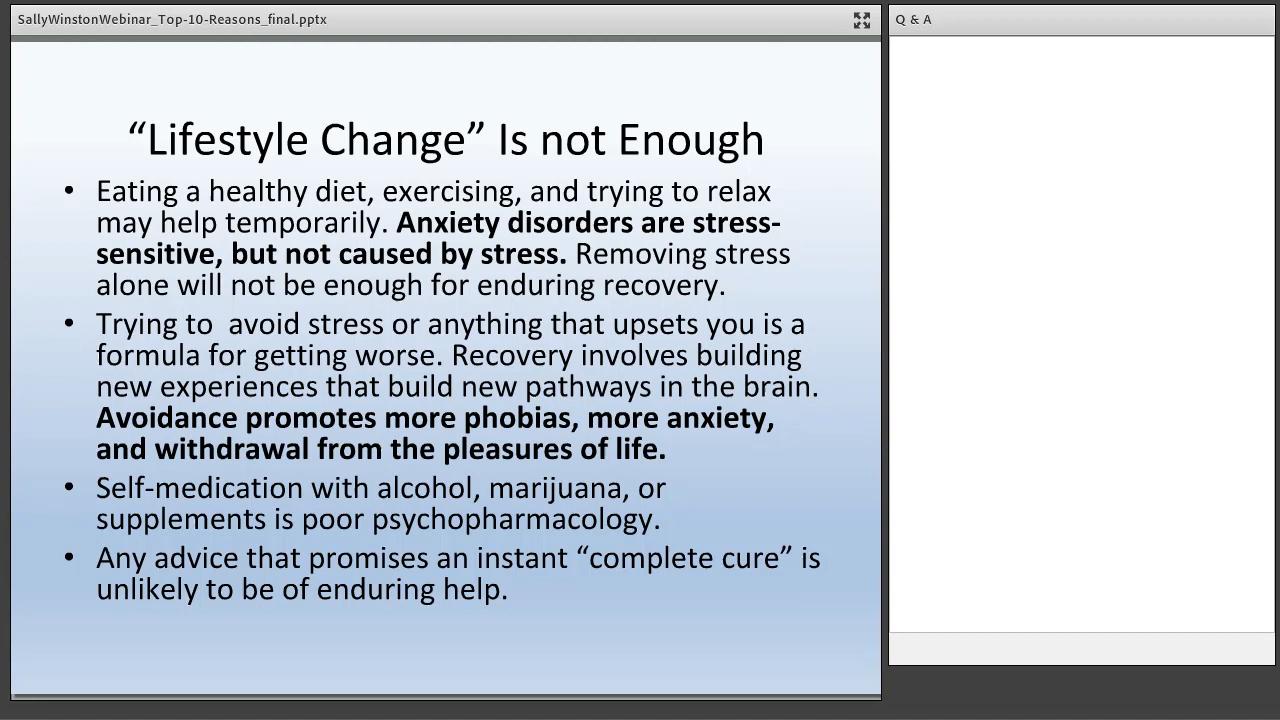 SallyWinstonWebinar_Top-10-Reasons_final.pptx
Q & A
“Lifestyle Change” Is not Enough
• Eating a healthy diet, exercising, and trying to relax
may help temporarily. Anxiety disorders are stress-
sensitive, but not caused by stress. Removing stress
alone will not be enough for enduring recovery.
• Trying to  avoid stress or anything that upsets you is a
formula for getting worse. Recovery involves building
new experiences that build new pathways in the brain.
Avoidance promotes more phobias, more anxiety,
and withdrawal from the pleasures of life.
• Self-medication with alcohol, marijuana, or
supplements is poor psychopharmacology.
• Any advice that promises an instant “complete cure” is
unlikely to be of enduring help.